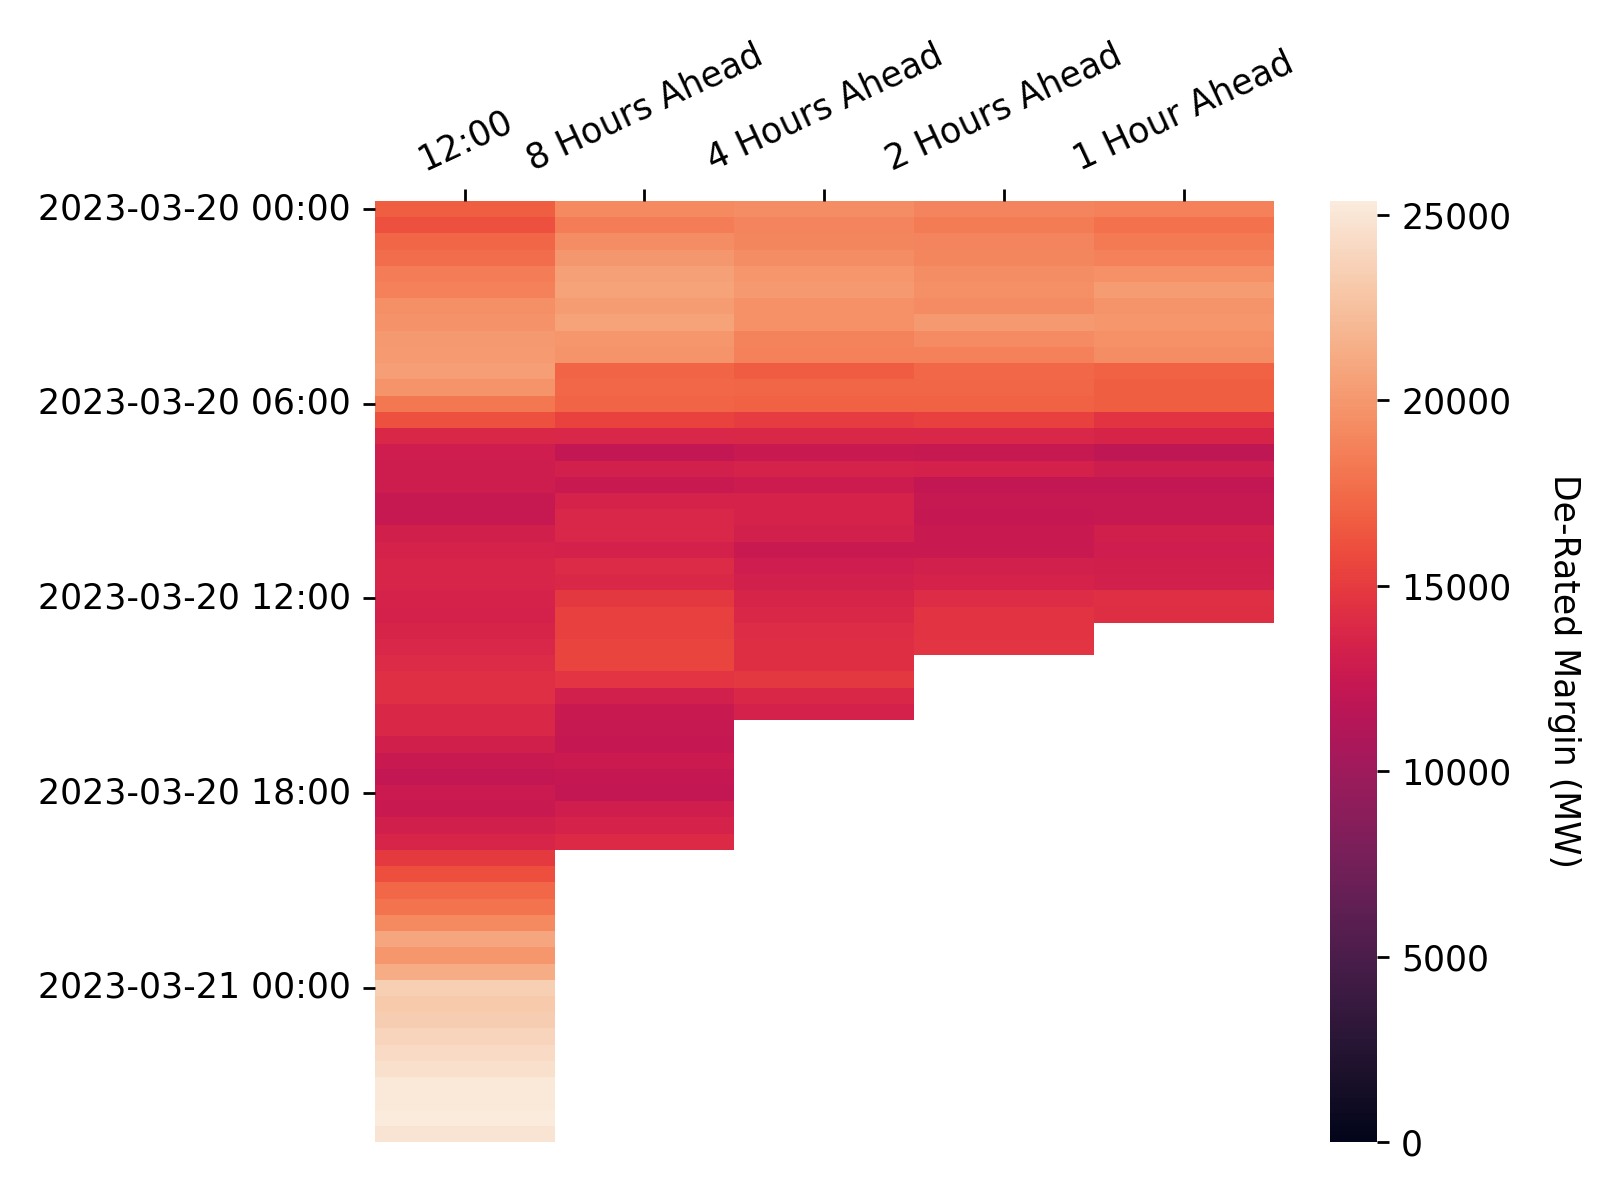 12:00
8 Hours Ahead
4 Hours Ahead
2 Hours Ahead
1 Hour Ahead
2023-03-20 00:00
2023-03-20 06:00
2023-03-20 12:00
2023-03-20 18:00
2023-03-21 00:00
25000
20000
15000
10000
5000
0
De-Rated Margin (MW)